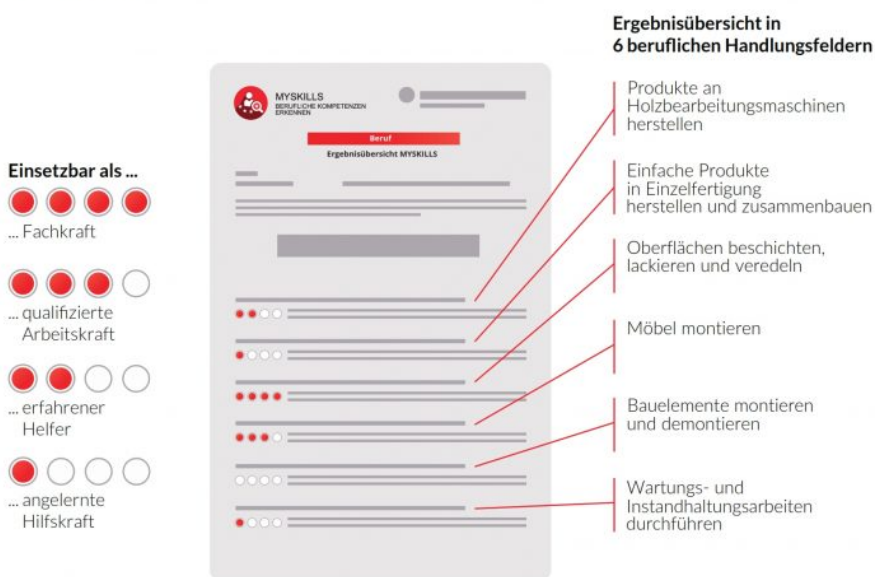 Ergebnisübersicht in
6 beruflichen Handlungsfeldern
MYSKILLS
BERUFLICHE KOMPETENZEN
ERKENNEN
Beruf
Ergebnisübersicht MYSKILLS
Einsetzbar als ...
... Fachkraft
... qualifizierte
Arbeitskraft
... erfahrener
Helfer
... angelernte
Hilfskraft
Produkte an
Holzbearbeitungsmaschinen
herstellen
Einfache Produkte
in Einzelfertigung
herstellen und zusammenbauen
Oberflächen beschichten,
lackieren und veredeln
Möbel montieren
Bauelemente montieren
und demontieren
Wartungs- und
Instandhaltungsarbeiten
durchführen